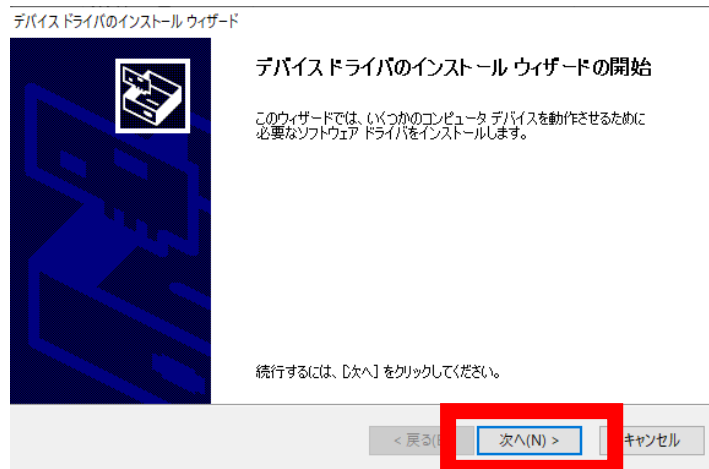 デバイス ドライバのインストール ウィザード
デバイス ドライバのインストール ウィザードの開始
このウィザードでは、いくつかのコンピュータ デバイスを動作させるために
必要なソフトウェア ドライバをインストールします。
続行するには、[次へ] をクリックしてください。
< 戻る( 次へ(N) > キャンセル